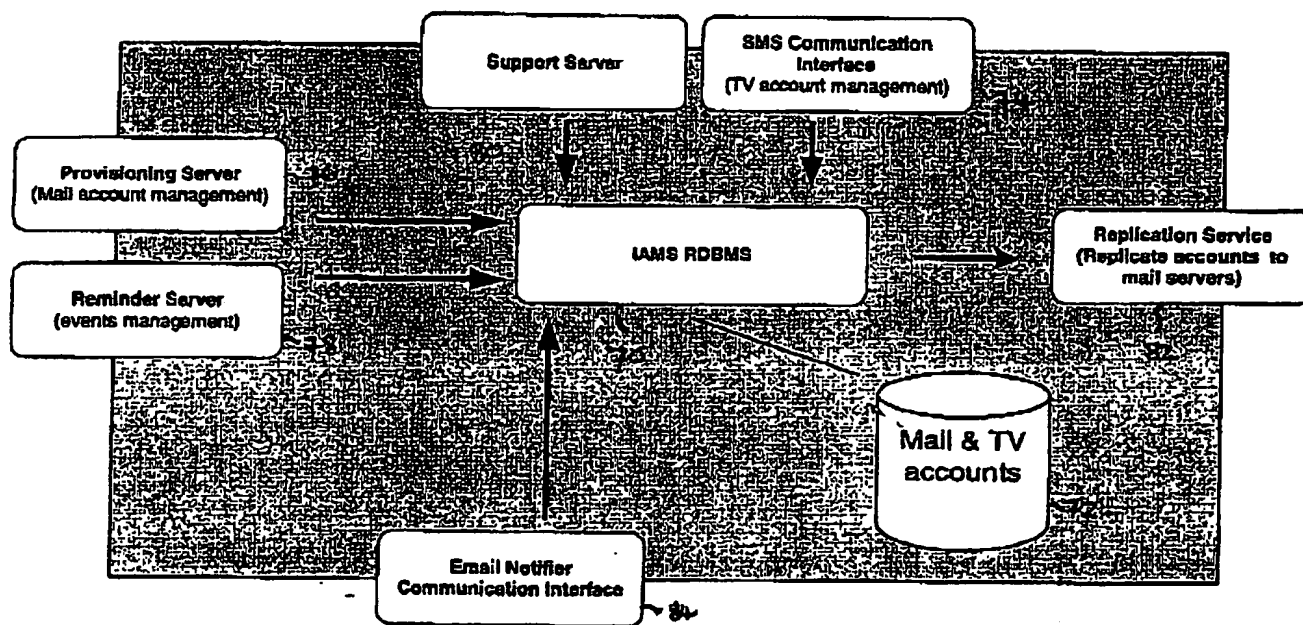 Support Server
SMS Communication
Interface
(TV account management)
Provisioning Server
(Mail account management)
IAMS RDBMS
Replication Service
(Replicate accounts to
mail servers)
Reminder Server
(events management)
Mail & TV
accounts
Email Notifier
Communication Interface
84